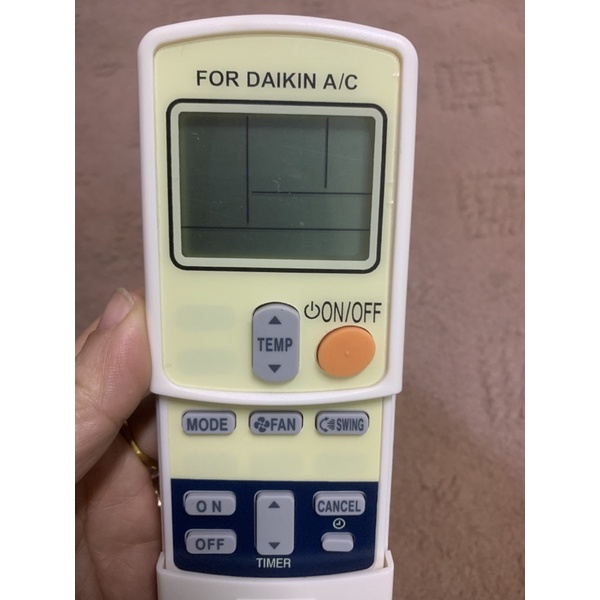 FOR DAIKIN A/C
ON/OFF
TEMP
MODE
FAN
SWING
ON
CANCEL
OFF
TIMER